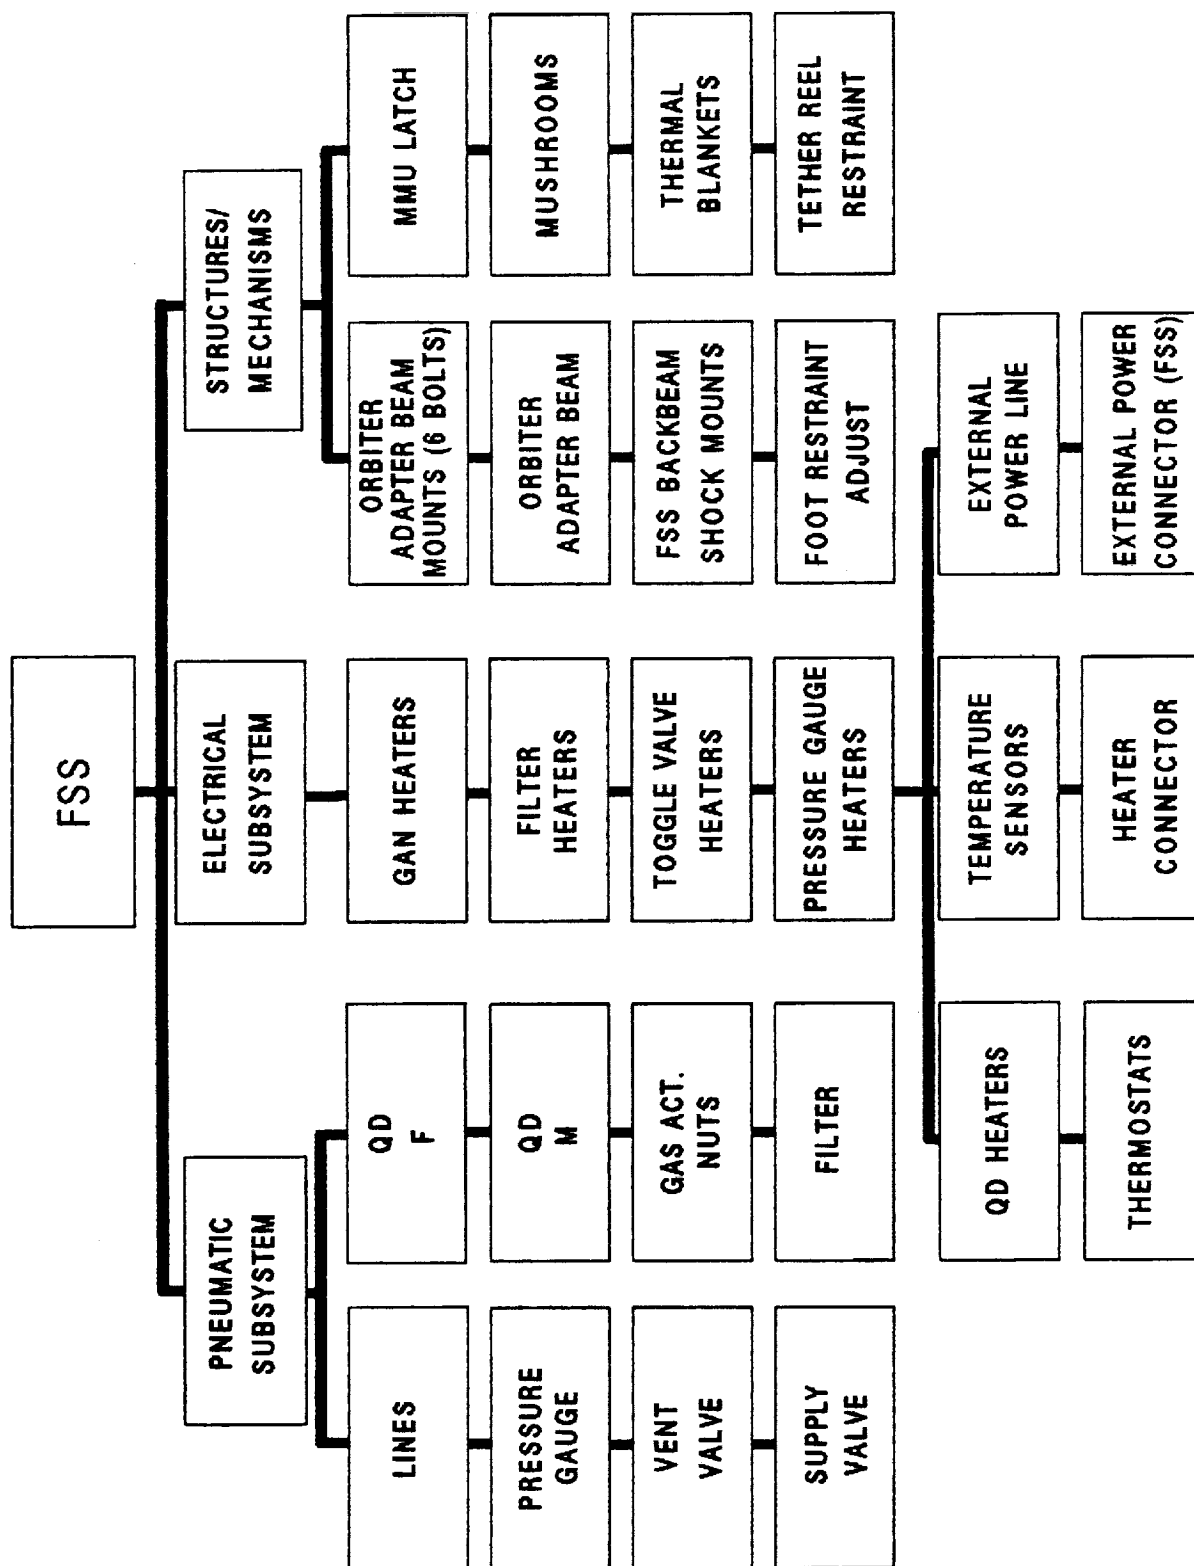 FSS
PNEUMATIC
SUBSYSTEM
ELECTRICAL
SUBSYSTEM
STRUCTURES/
MECHANISMS
LINES
PRESSURE
GAUGE
VENT
VALVE
SUPPLY
VALVE
QD
F
QD
M
GAS ACT.
NUTS
FILTER
GAN HEATERS
FILTER
HEATERS
TOGGLE VALVE
HEATERS
PRESSURE GAUGE
HEATERS
ORBITER
ADAPTER BEAM
MOUNTS (6 BOLTS)
ORBITER
ADAPTER BEAM
FSS BACKBEAM
SHOCK MOUNTS
FOOT RESTRAINT
ADJUST
MMU LATCH
MUSHROOMS
THERMAL
BLANKETS
TETHER REEL
RESTRAINT
QD HEATERS
THERMOSTATS
TEMPERATURE
SENSORS
HEATER
CONNECTOR
EXTERNAL
POWER LINE
EXTERNAL POWER
CONNECTOR (FSS)